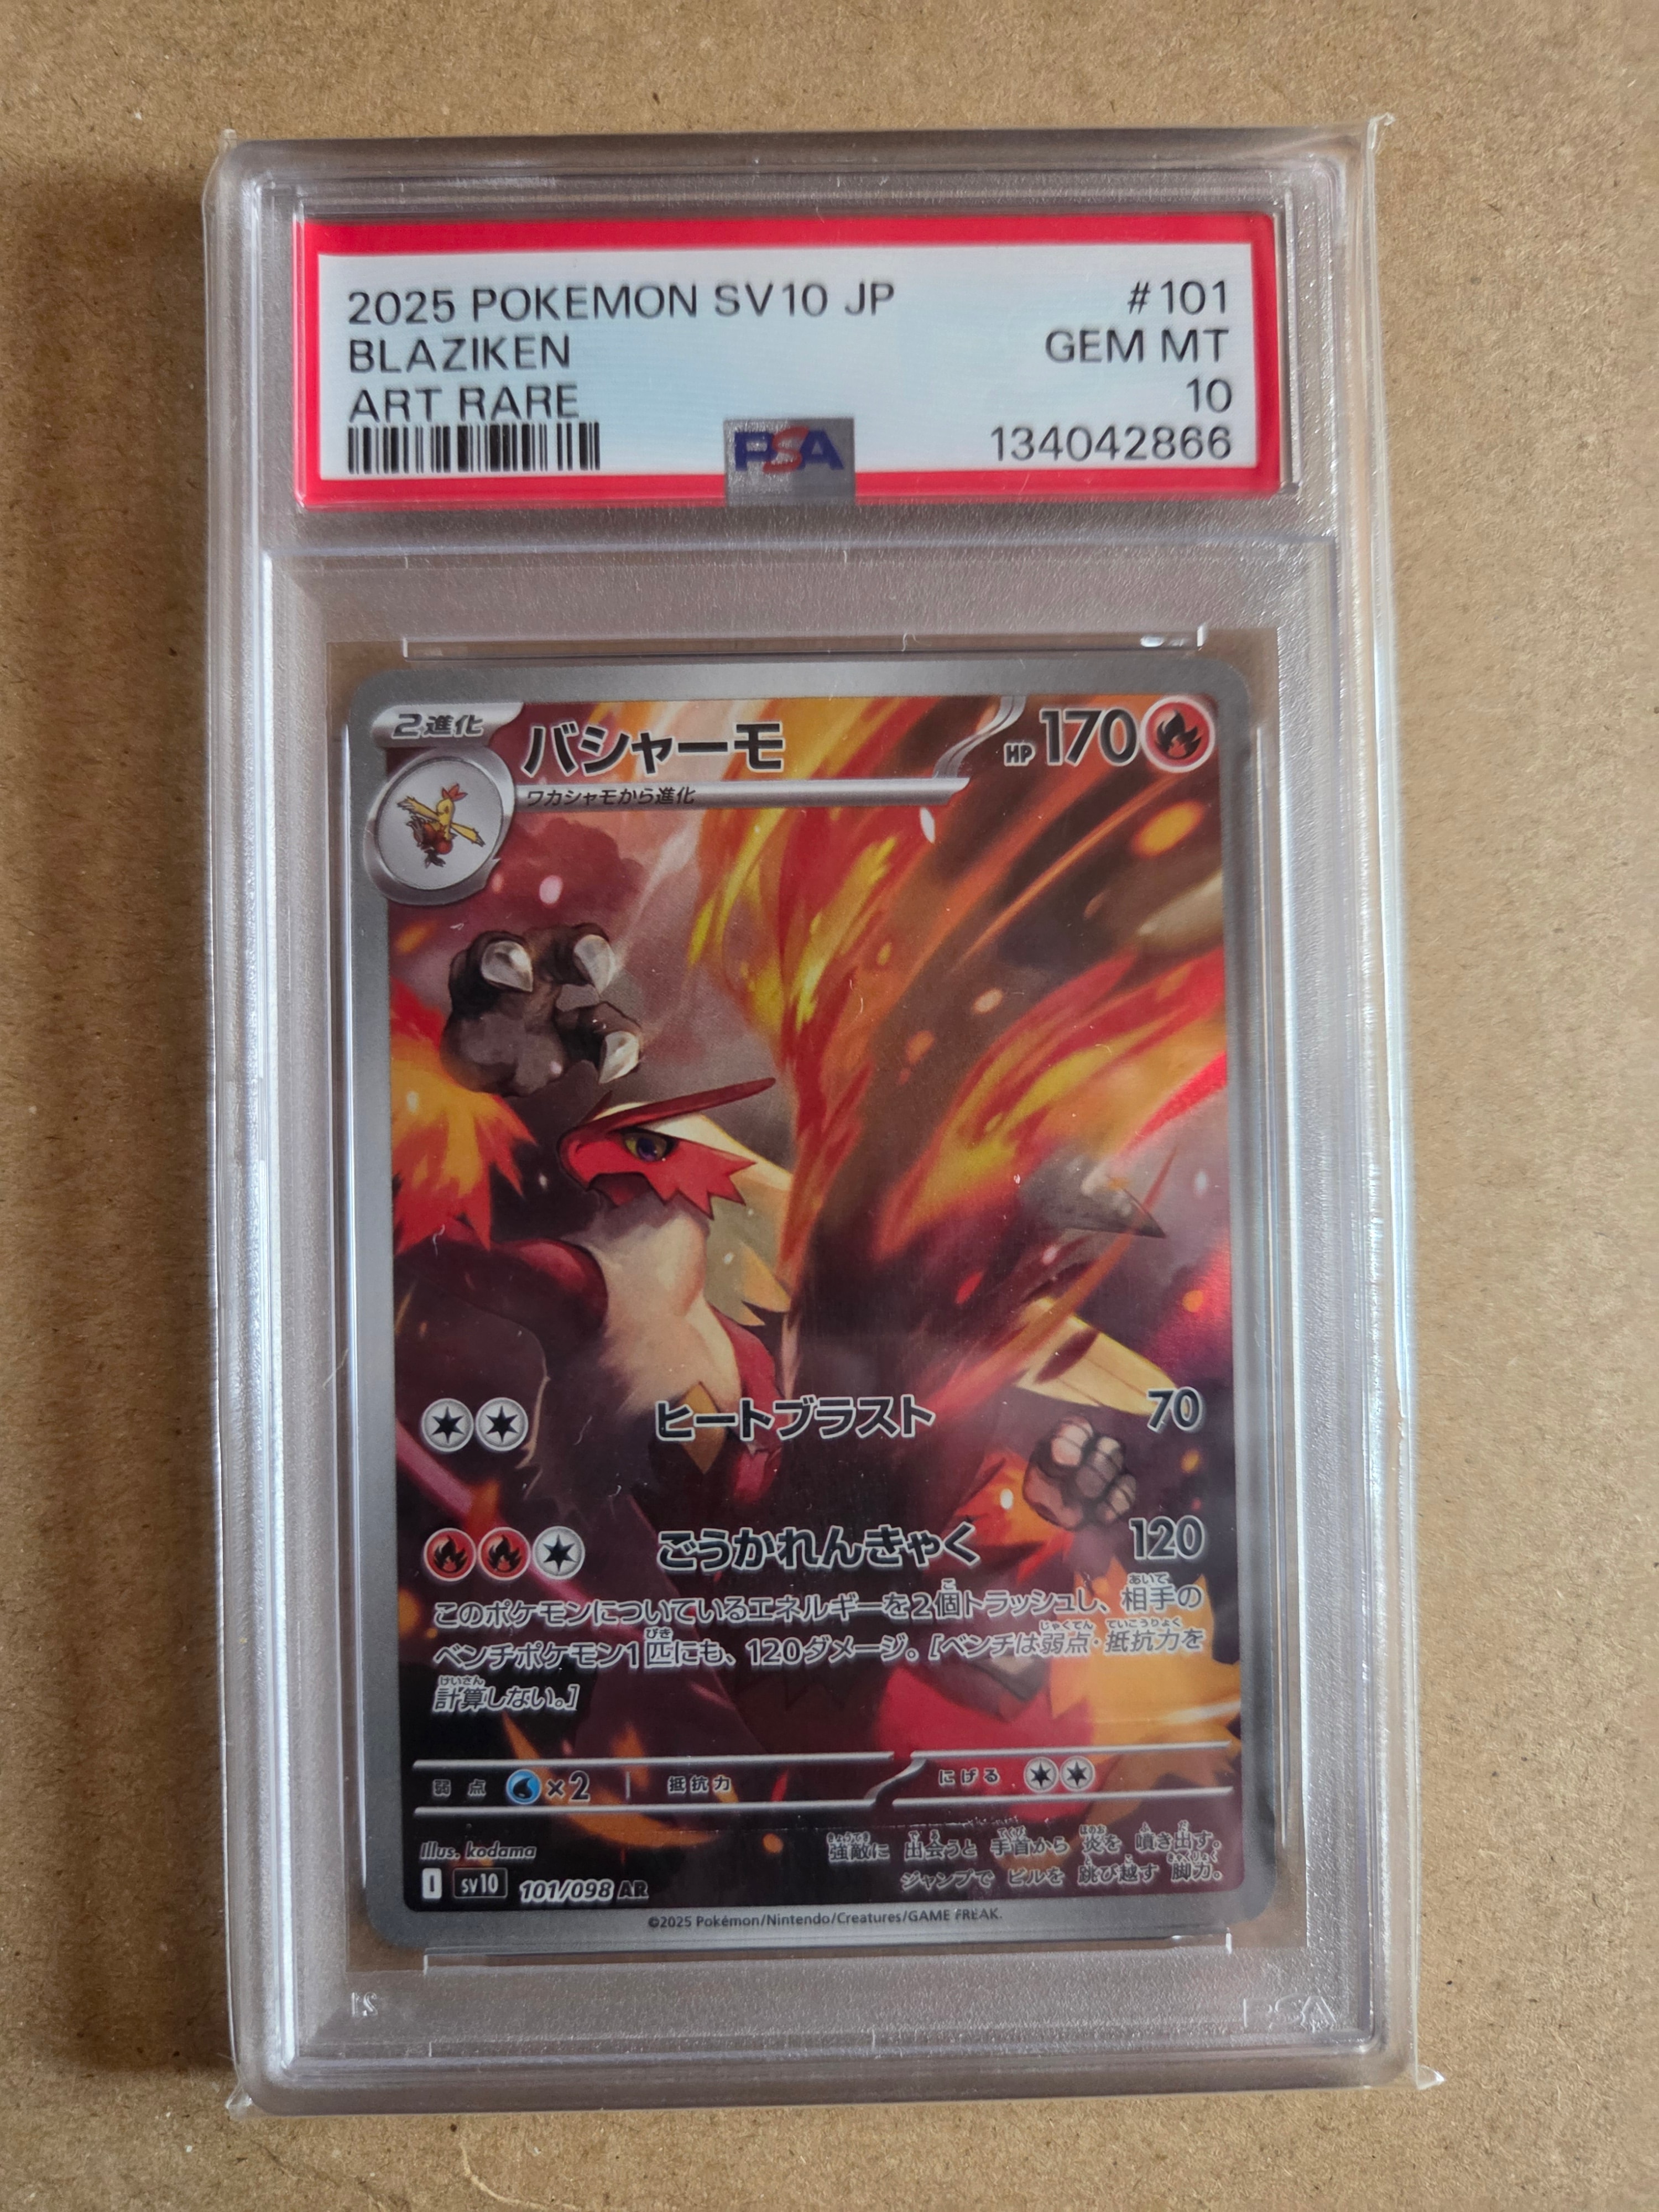 2025 POKEMON SV10 JP #101
BLAZIKEN GEM MT
ART RARE 10
PSA 134042866
2進化 バシャーモ HP 170
ワカシャモから進化
ヒートブラスト 70
ごうかれんきゃく 120
このポケモンについているエネルギーを2個トラッシュし、相手の
ベンチポケモン1匹にも、120ダメージ。[ベンチは弱点・抵抗力を
計算しない。]
弱点 ×2 抵抗力 にげる
Illus. kodama
強敵に 出会うと 手首から 炎を 噴き出す。
ジャンプで ビルを 跳び越す 脚力。
I sv10 101/098 AR
©2025 Pokémon/Nintendo/Creatures/GAME FREAK.
PSA